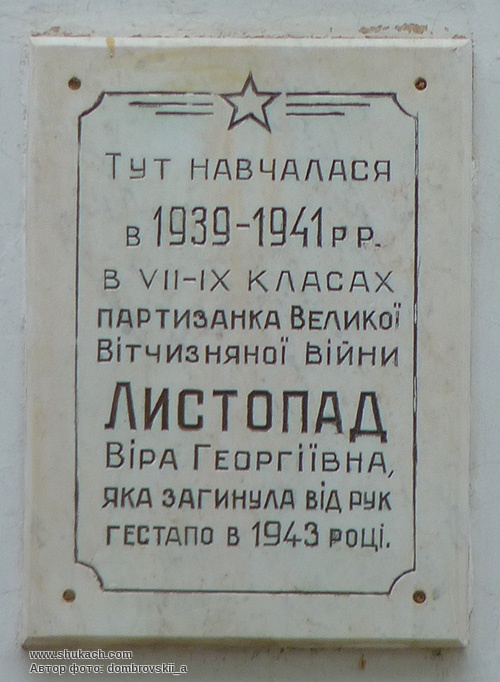 Тут навчалася
в 1939-1941 р р.
в VII-IX класах
партизанка Великої
Вітчизняної війни
Листопад
Віра Георгіївна,
яка загинула від рук
гестапо в 1943 році.
www.shukach.com
Автор фото: dombrovskii_a